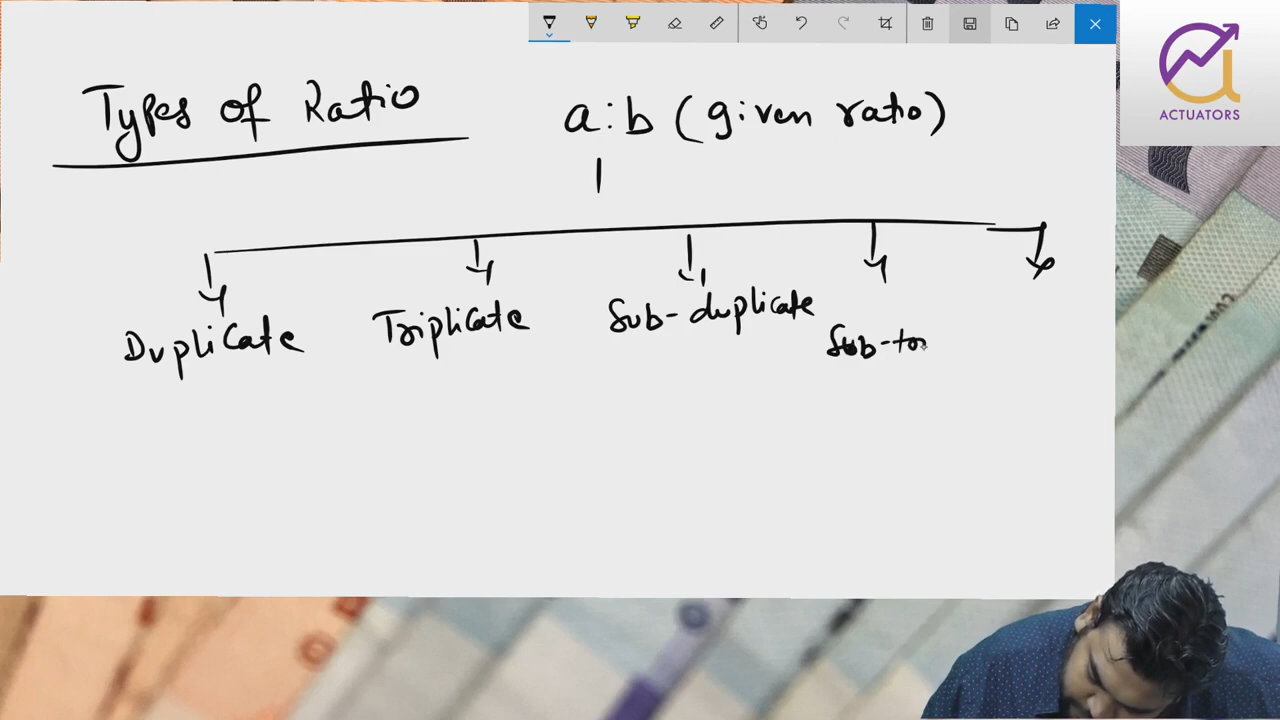 Types of Ratio
a:b (given ratio)
Duplicate
Triplicate
Sub-duplicate
ACTUATORS